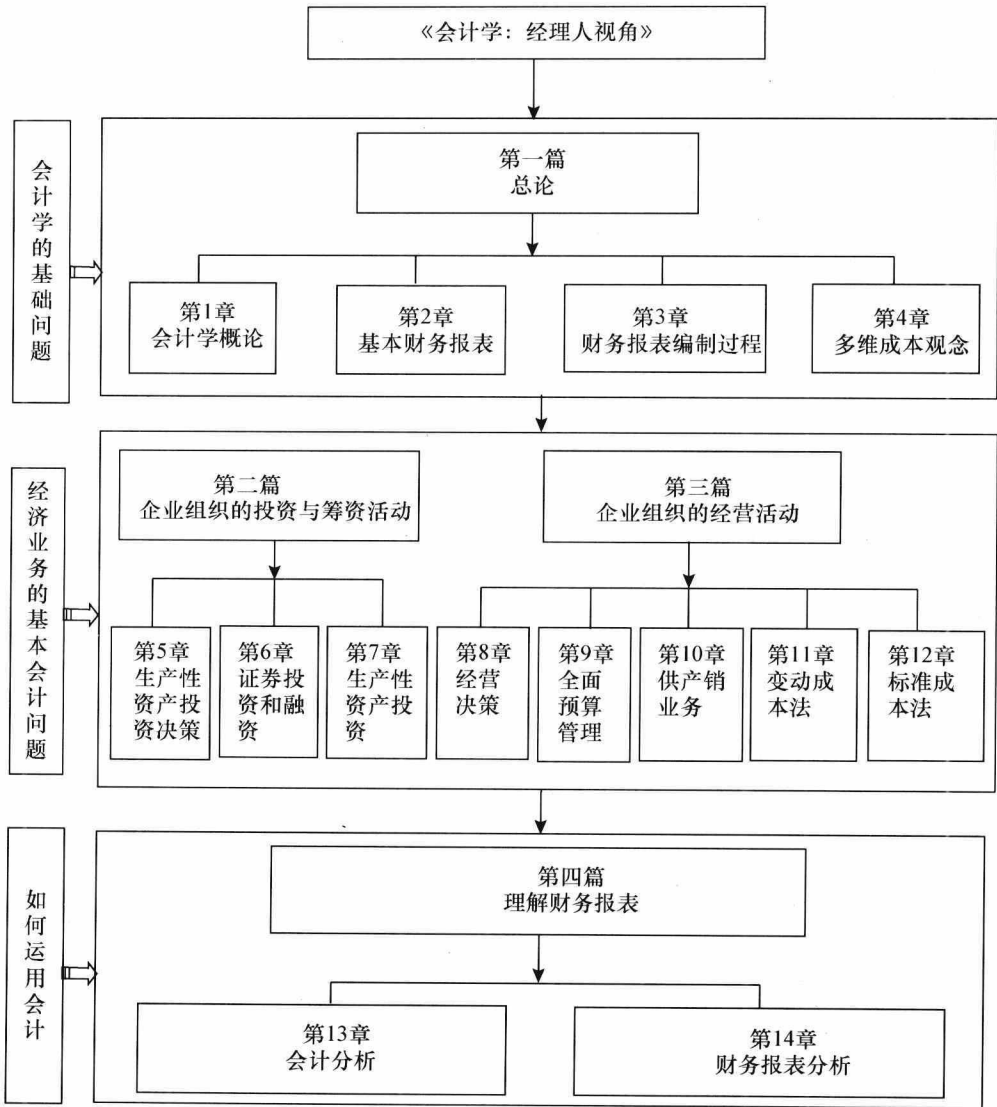 《会计学：经理人视角》
会计学的基础问题
第一篇
总论
第1章
会计学概论
第2章
基本财务报表
第3章
财务报表编制过程
第4章
多维成本观念
经济业务的基本会计问题
第二篇
企业组织的投资与筹资活动
第三篇
企业组织的经营活动
第5章
生产性
资产投
资决策
第6章
证券投
资和融
资
第7章
生产性
资产投
资
第8章
经营
决策
第9章
全面
预算
管理
第10章
供产销
业务
第11章
变动成
本法
第12章
标准成
本法
如何运用会计
第四篇
理解财务报表
第13章
会计分析
第14章
财务报表分析